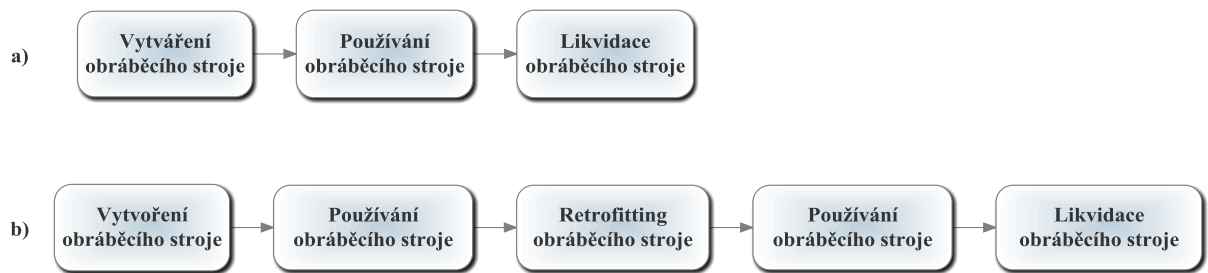 a)
Vytváření
obráběcího stroje
Používání
obráběcího stroje
Likvidace
obráběcího stroje
b)
Vytvoření
obráběcího stroje
Používání
obráběcího stroje
Retrofitting
obráběcího stroje
Používání
obráběcího stroje
Likvidace
obráběcího stroje